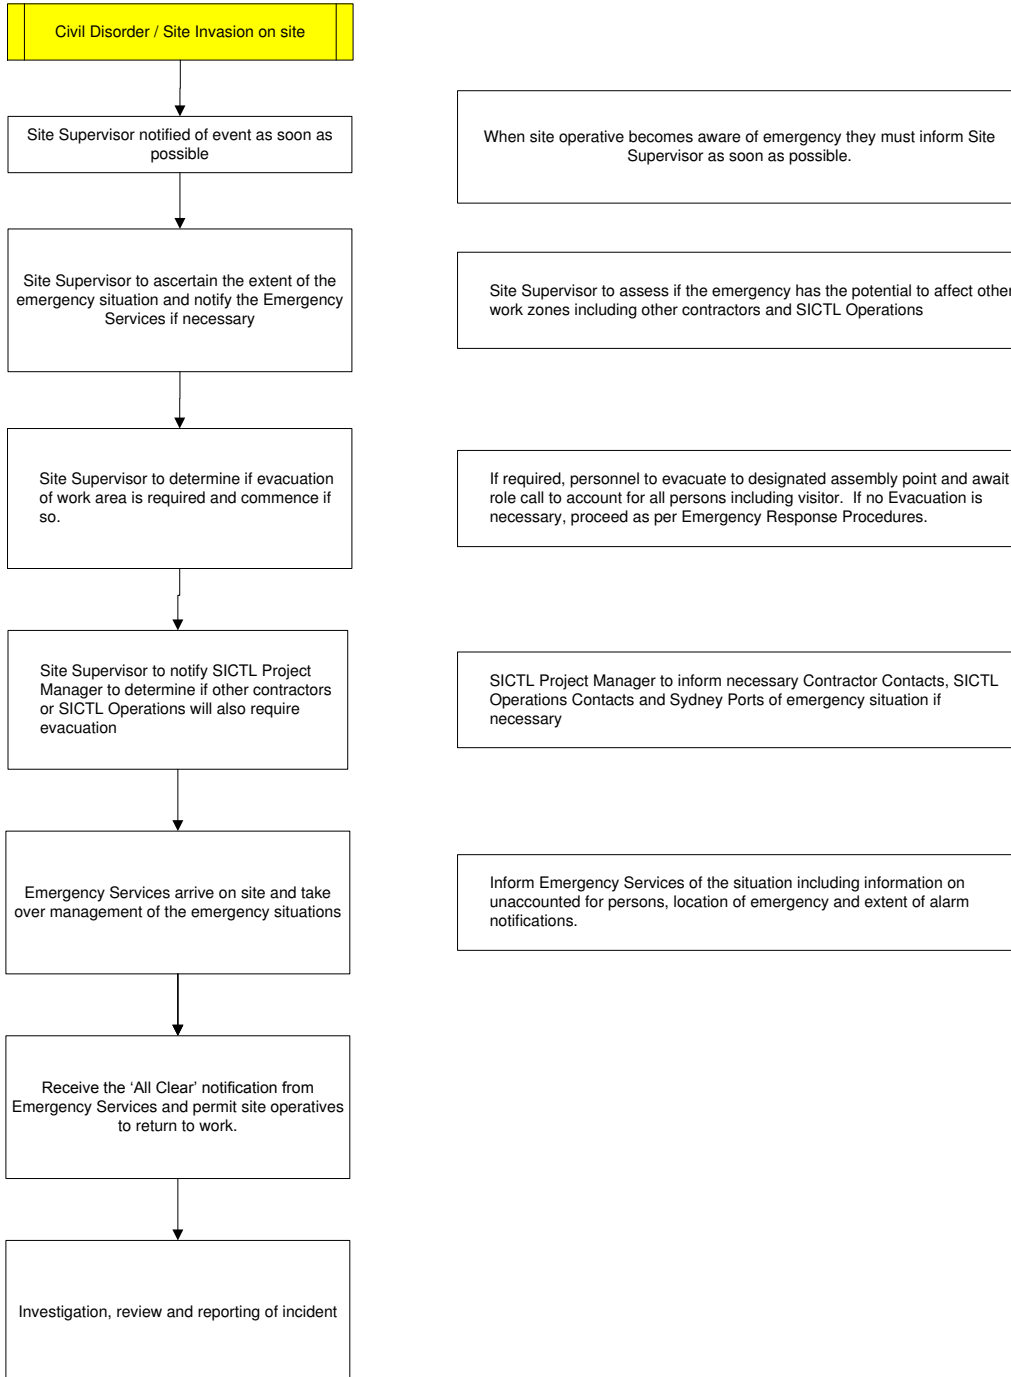 Civil Disorder / Site Invasion on site
Site Supervisor notified of event as soon as
possible
When site operative becomes aware of emergency they must inform Site
Supervisor as soon as possible.
Site Supervisor to ascertain the extent of the
emergency situation and notify the Emergency
Services if necessary
Site Supervisor to assess if the emergency has the potential to affect other
work zones including other contractors and SICTL Operations
Site Supervisor to determine if evacuation
of work area is required and commence if
so.
If required, personnel to evacuate to designated assembly point and await
role call to account for all persons including visitor.  If no Evacuation is
necessary, proceed as per Emergency Response Procedures.
Site Supervisor to notify SICTL Project
Manager to determine if other contractors
or SICTL Operations will also require
evacuation
SICTL Project Manager to inform necessary Contractor Contacts, SICTL
Operations Contacts and Sydney Ports of emergency situation if
necessary
Emergency Services arrive on site and take
over management of the emergency situations
Inform Emergency Services of the situation including information on
unaccounted for persons, location of emergency and extent of alarm
notifications.
Receive the ‘All Clear’ notification from
Emergency Services and permit site operatives
to return to work.
Investigation, review and reporting of incident